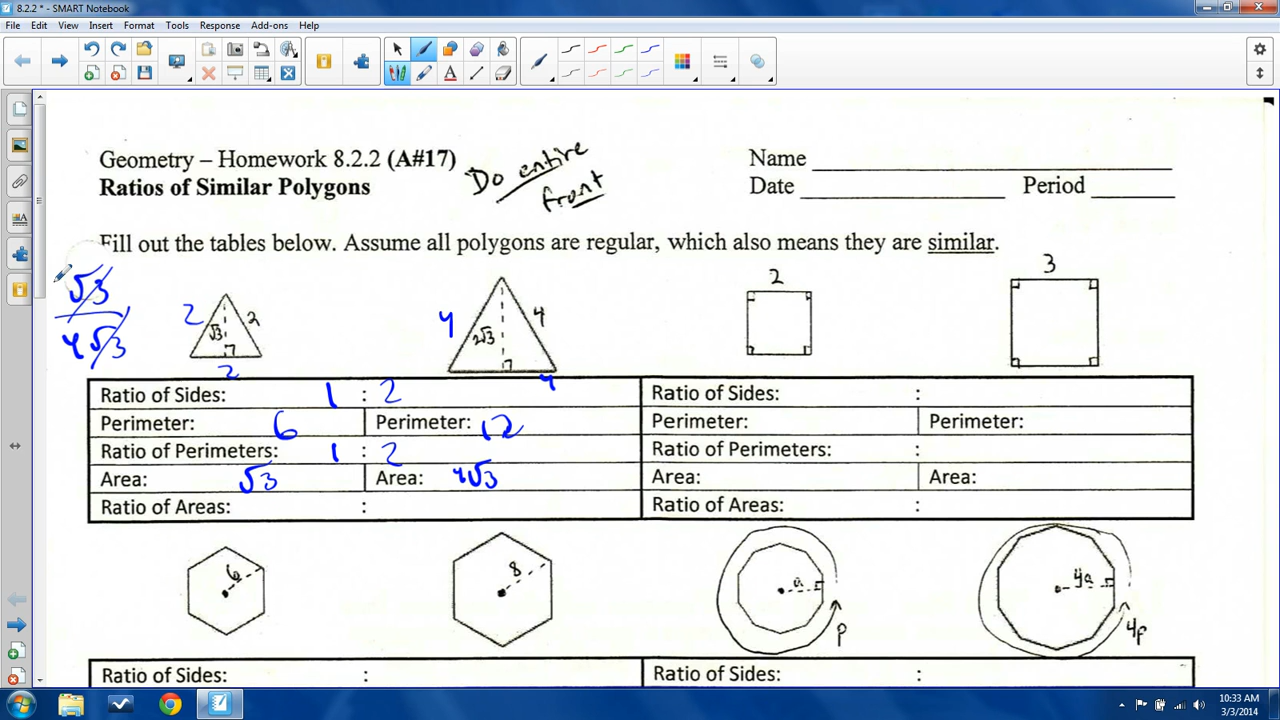 8.2.2 * - SMART Notebook
File Edit View Insert Format Tools Response Add-ons Help
Geometry – Homework 8.2.2 (A#17)
Do entire
front
Name
Ratios of Similar Polygons
Date Period
Fill out the tables below. Assume all polygons are regular, which also means they are similar.
√3
4√3
2 √3 2
2
4 2√3 4
4
2
3
Ratio of Sides: 1 : 2
Perimeter: 6 Perimeter: 12
Ratio of Perimeters: 1 : 2
Area: √3 Area: 4√3
Ratio of Areas: :
Ratio of Sides: :
Perimeter: Perimeter:
Ratio of Perimeters: :
Area: Area:
Ratio of Areas: :
6
8
a
P
4a
4P
Ratio of Sides: :
Ratio of Sides: :
10:33 AM
3/3/2014